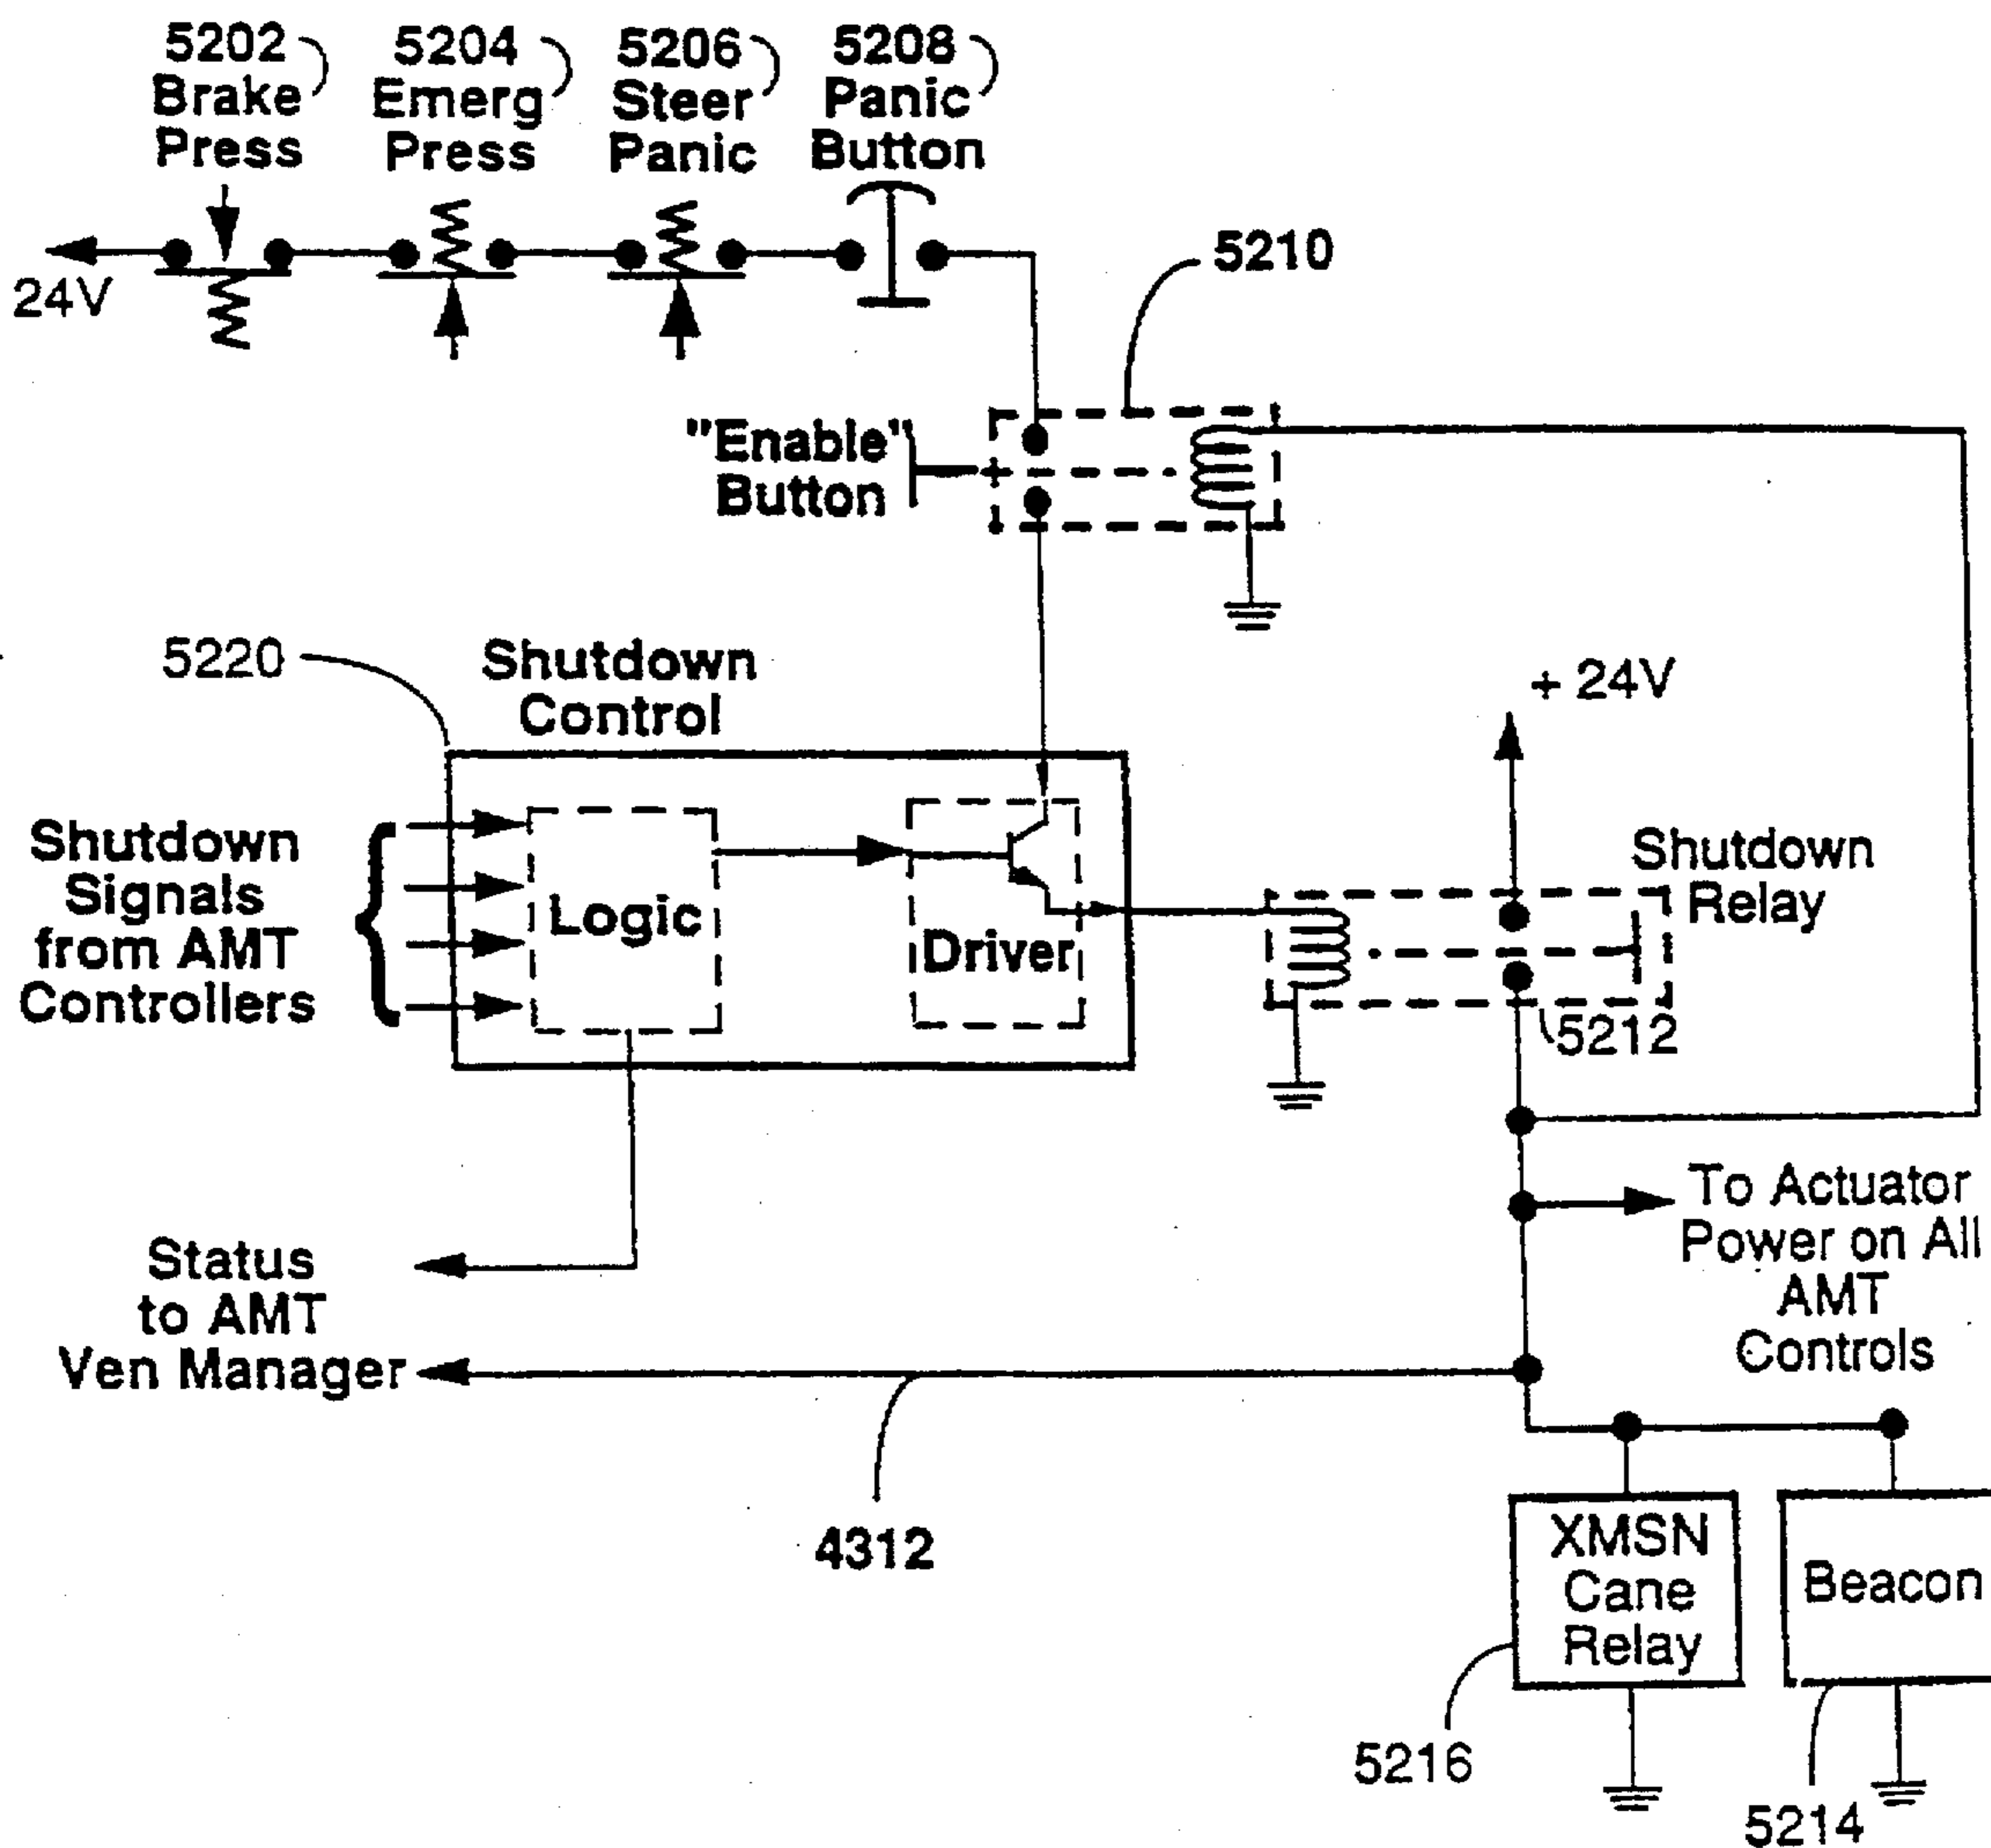 5202
Brake
Press
5204
Emerg
Press
5206
Steer
Panic
5208
Panic
Button
24V
5210
"Enable"
Button
5220
Shutdown
Control
+ 24V
Shutdown
Signals
from AMT
Controllers
Logic
Driver
Shutdown
Relay
5212
To Actuator
Power on All
AMT
Controls
Status
to AMT
Ven Manager
4312
XMSN
Cane
Relay
Beacon
5216
5214